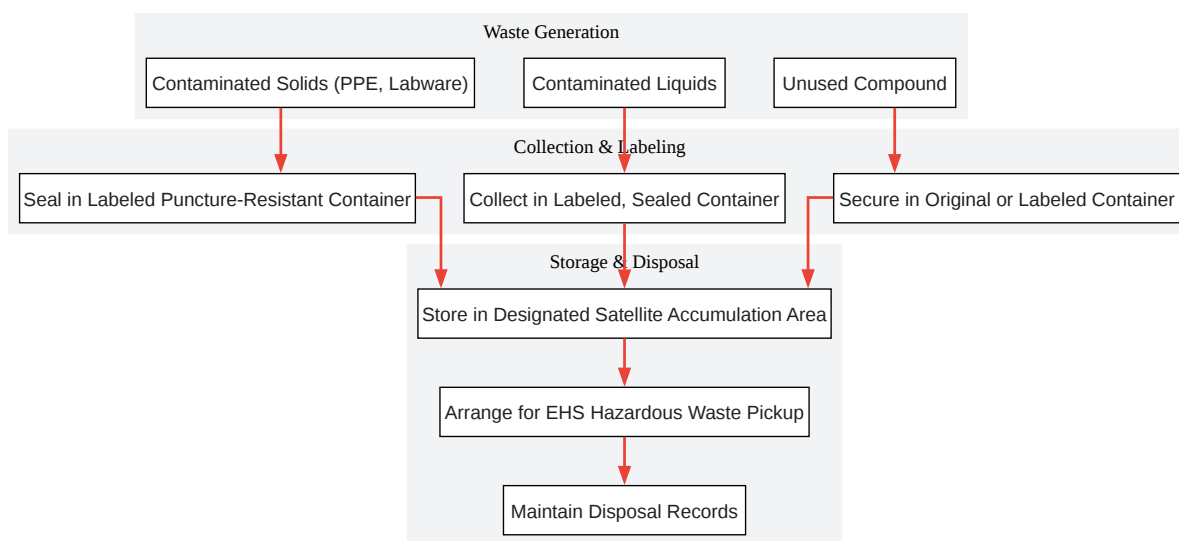 Waste Generation
Contaminated Solids (PPE, Labware)
Contaminated Liquids
Unused Compound
Collection & Labeling
Seal in Labeled Puncture-Resistant Container
Collect in Labeled, Sealed Container
Secure in Original or Labeled Container
Storage & Disposal
Store in Designated Satellite Accumulation Area
Arrange for EHS Hazardous Waste Pickup
Maintain Disposal Records